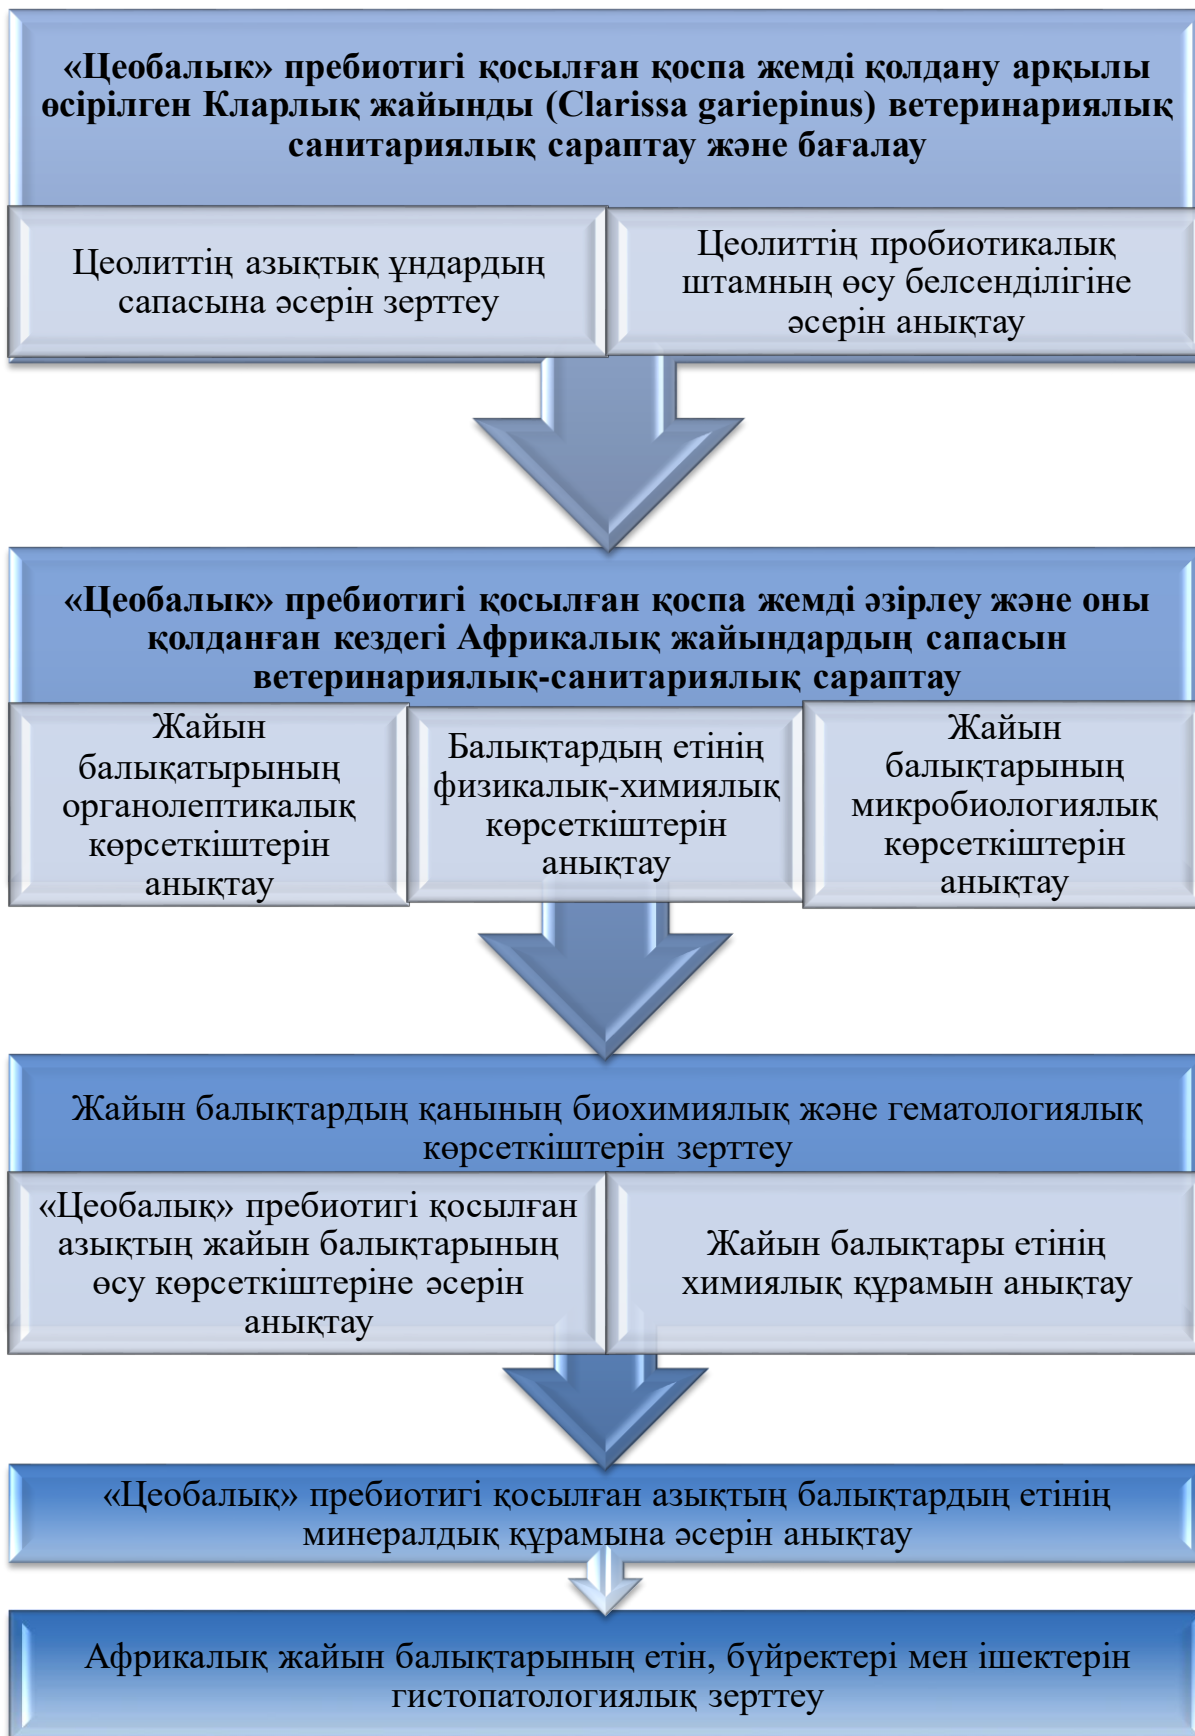 «Цеобалык» пребиотигі қосылған қоспа жемді қолдану арқылы
өсірілген Кларлық жайынды (Clarissa gariepinus) ветеринариялық
санитариялық сараптау және бағалау
Цеолиттің азықтық ұндардың
сапасына әсерін зерттеу
Цеолиттің пробиотикалық
штамның өсу белсенділігіне
әсерін анықтау
«Цеобалык» пребиотигі қосылған қоспа жемді әзірлеу және оны
қолданған кездегі Африкалық жайындардың сапасын
ветеринариялық-санитариялық сараптау
Жайын
балықатырының
органолептикалық
көрсеткіштерін
анықтау
Балықтардың етінің
физикалық-химиялық
көрсеткіштерін
анықтау
Жайын
балықтарының
микробиологиялық
көрсеткіштерін
анықтау
Жайын балықтардың қанының биохимиялық және гематологиялық
көрсеткіштерін зерттеу
«Цеобалық» пребиотигі қосылған
азықтың жайын балықтарының
өсу көрсеткіштеріне әсерін
анықтау
Жайын балықтары етінің
химиялық құрамын анықтау
«Цеобалық» пребиотигі қосылған азықтың балықтардың етінің
минералдық құрамына әсерін анықтау
Африкалық жайын балықтарының етін, бүйректері мен ішектерін
гистопатологиялық зерттеу